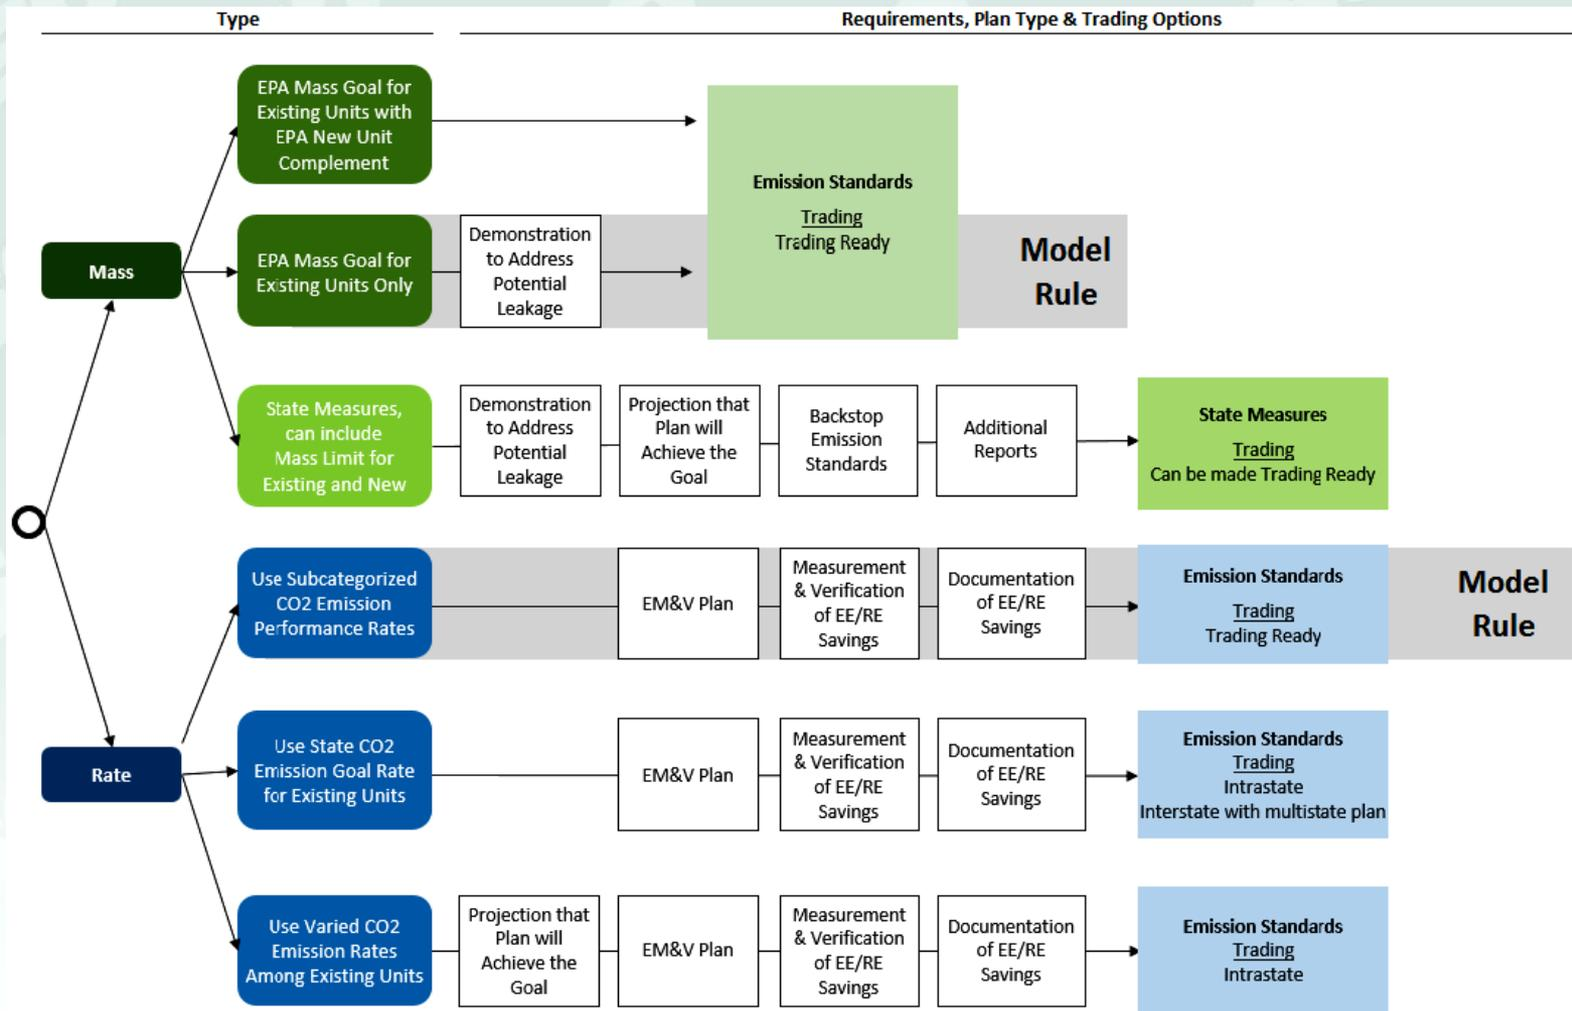 Type
Requirements, Plan Type & Trading Options
EPA Mass Goal for
Existing Units with
EPA New Unit
Complement
Emission Standards
Trading
Trading Ready
Mass
EPA Mass Goal for
Existing Units Only
Demonstration
to Address
Potential
Leakage
Model
Rule
State Measures,
can include
Mass Limit for
Existing and New
Demonstration
to Address
Potential
Leakage
Projection that
Plan will
Achieve the
Goal
Backstop
Emission
Standards
Additional
Reports
State Measures
Trading
Can be made Trading Ready
Use Subcategorized
CO2 Emission
Performance Rates
EM&V Plan
Measurement
& Verification
of EE/RE
Savings
Documentation
of EE/RE
Savings
Emission Standards
Trading
Trading Ready
Model
Rule
Rate
Use State CO2
Emission Goal Rate
for Existing Units
EM&V Plan
Measurement
& Verification
of EE/RE
Savings
Documentation
of EE/RE
Savings
Emission Standards
Trading
Intrastate
Interstate with multistate plan
Use Varied CO2
Emission Rates
Among Existing Units
Projection that
Plan will
Achieve the
Goal
EM&V Plan
Measurement
& Verification
of EE/RE
Savings
Documentation
of EE/RE
Savings
Emission Standards
Trading
Intrastate